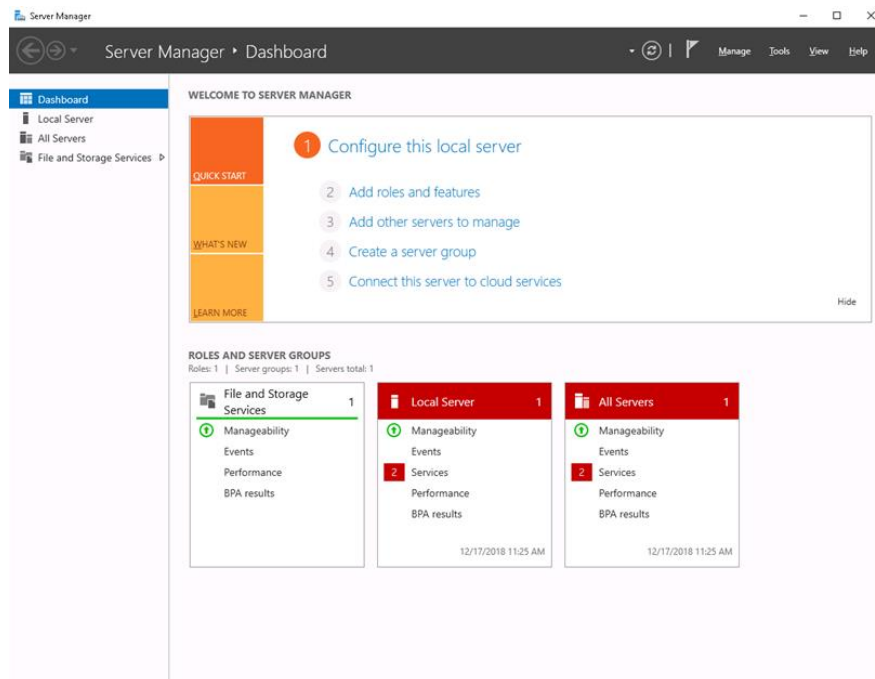 Server Manager
Server Manager • Dashboard
Manage Tools View Help
Dashboard
Local Server
All Servers
File and Storage Services
WELCOME TO SERVER MANAGER
QUICK START
WHAT'S NEW
LEARN MORE
1 Configure this local server
2 Add roles and features
3 Add other servers to manage
4 Create a server group
5 Connect this server to cloud services
Hide
ROLES AND SERVER GROUPS
Roles: 1 | Server groups: 1 | Servers total: 1
File and Storage
Services 1
Manageability
Events
Performance
BPA results
Local Server 1
Manageability
Events
2 Services
Performance
BPA results
12/17/2018 11:25 AM
All Servers 1
Manageability
Events
2 Services
Performance
BPA results
12/17/2018 11:25 AM